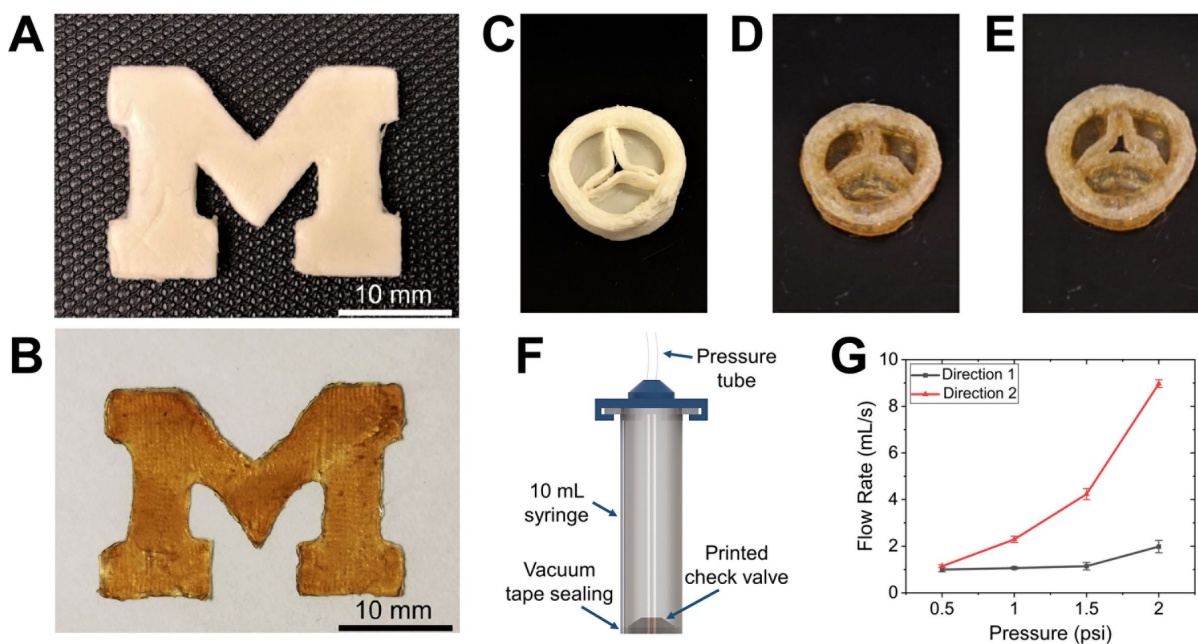 A
10 mm
B
10 mm
C
D
E
F
Pressure
tube
10 mL
syringe
Vacuum
tape sealing
Printed
check valve
G
Direction 1
Direction 2
Flow Rate (mL/s)
10
8
6
4
2
0
0.5
1
1.5
2
Pressure (psi)